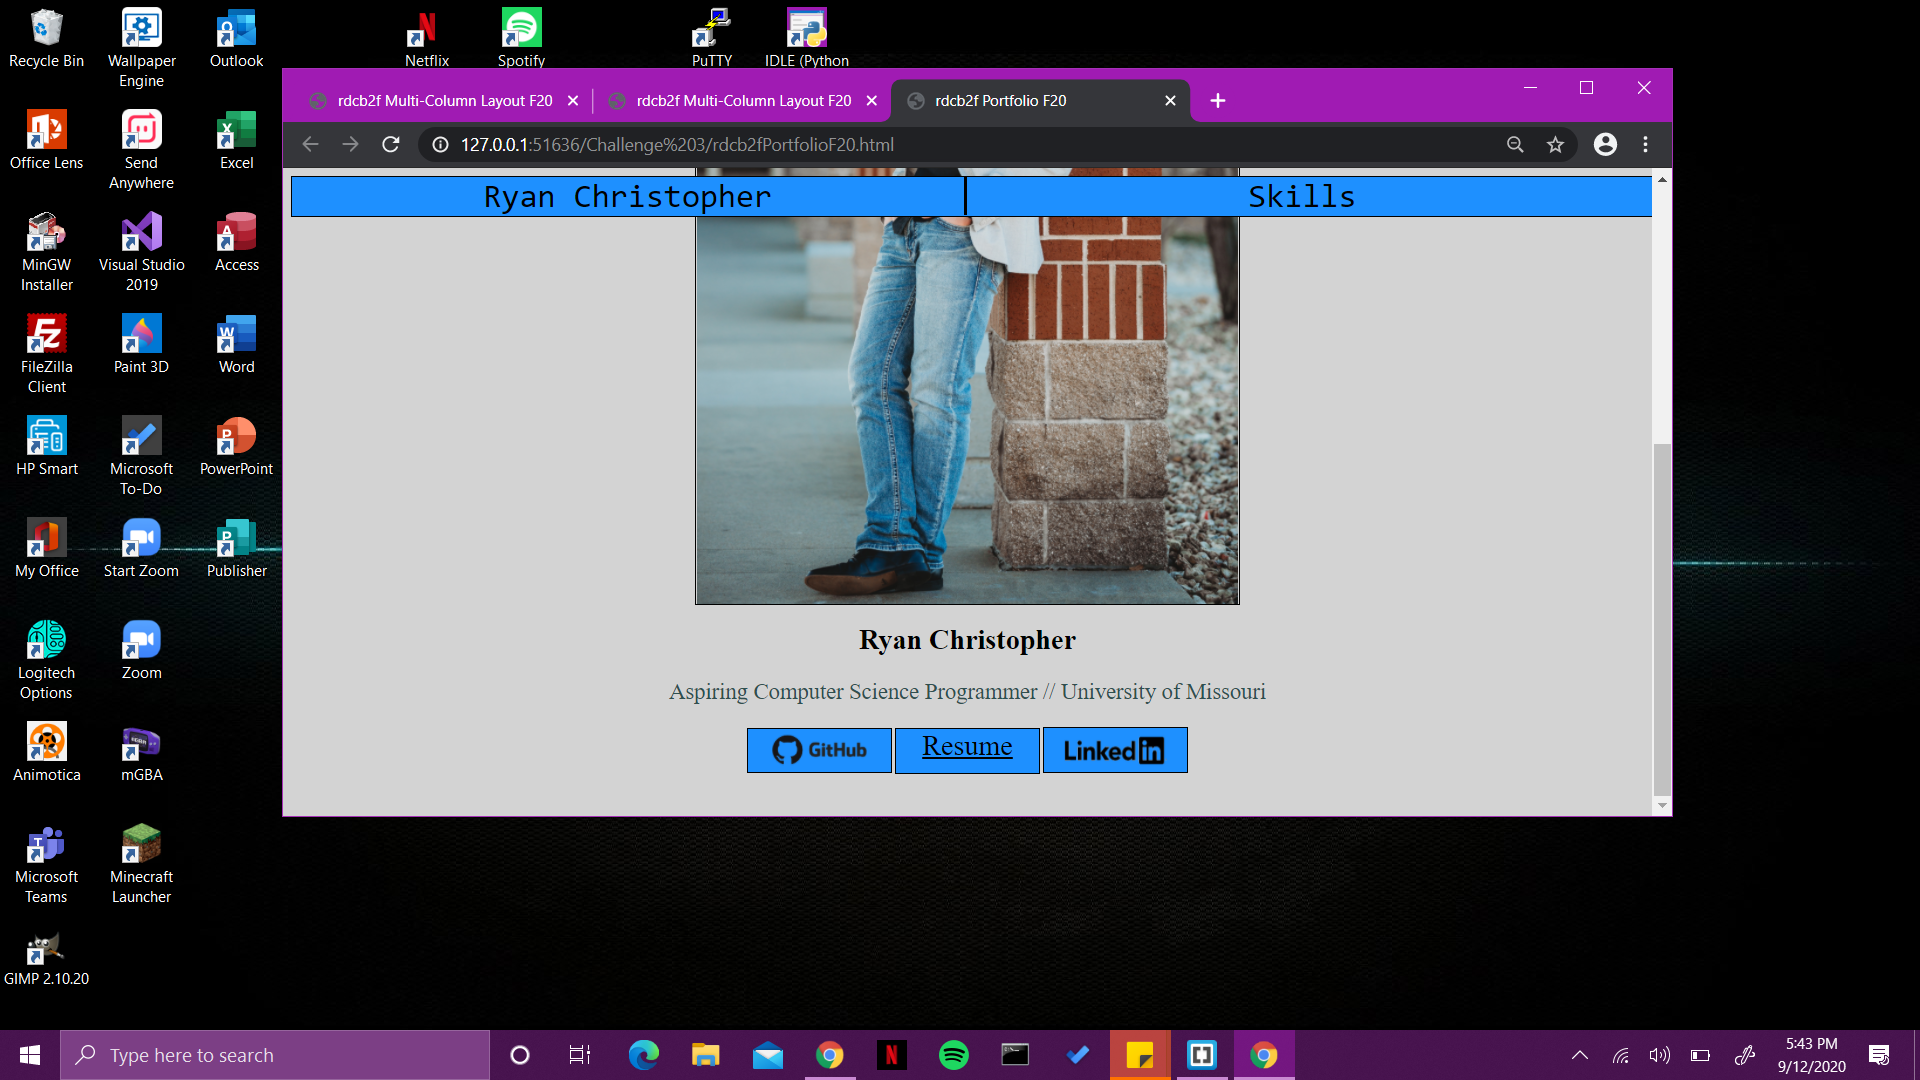 Recycle Bin
Wallpaper
Engine
Outlook
Netflix
Spotify
PuTTY
IDLE (Python
Office Lens
Send
Anywhere
Excel
MinGW
Installer
Visual Studio
2019
Access
FileZilla
Client
Paint 3D
Word
HP Smart
Microsoft
To-Do
PowerPoint
My Office
Start Zoom
Publisher
Logitech
Options
Zoom
Animotica
mGBA
Microsoft
Teams
Minecraft
Launcher
GIMP 2.10.20
rdcb2f Multi-Column Layout F20
rdcb2f Multi-Column Layout F20
rdcb2f Portfolio F20
127.0.0.1:51636/Challenge%203/rdcb2fPortfolioF20.html
Ryan Christopher
Skills
Ryan Christopher
Aspiring Computer Science Programmer // University of Missouri
GitHub
Resume
Linked in
Type here to search
5:43 PM
9/12/2020